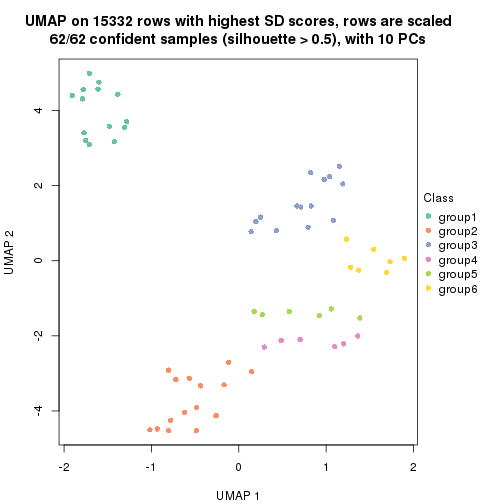 UMAP on 15332 rows with highest SD scores, rows are scaled
62/62 confident samples (silhouette > 0.5), with 10 PCs
4
2
0
-2
-4
UMAP 2
-2
-1
0
1
2
UMAP 1
Class
group1
group2
group3
group4
group5
group6